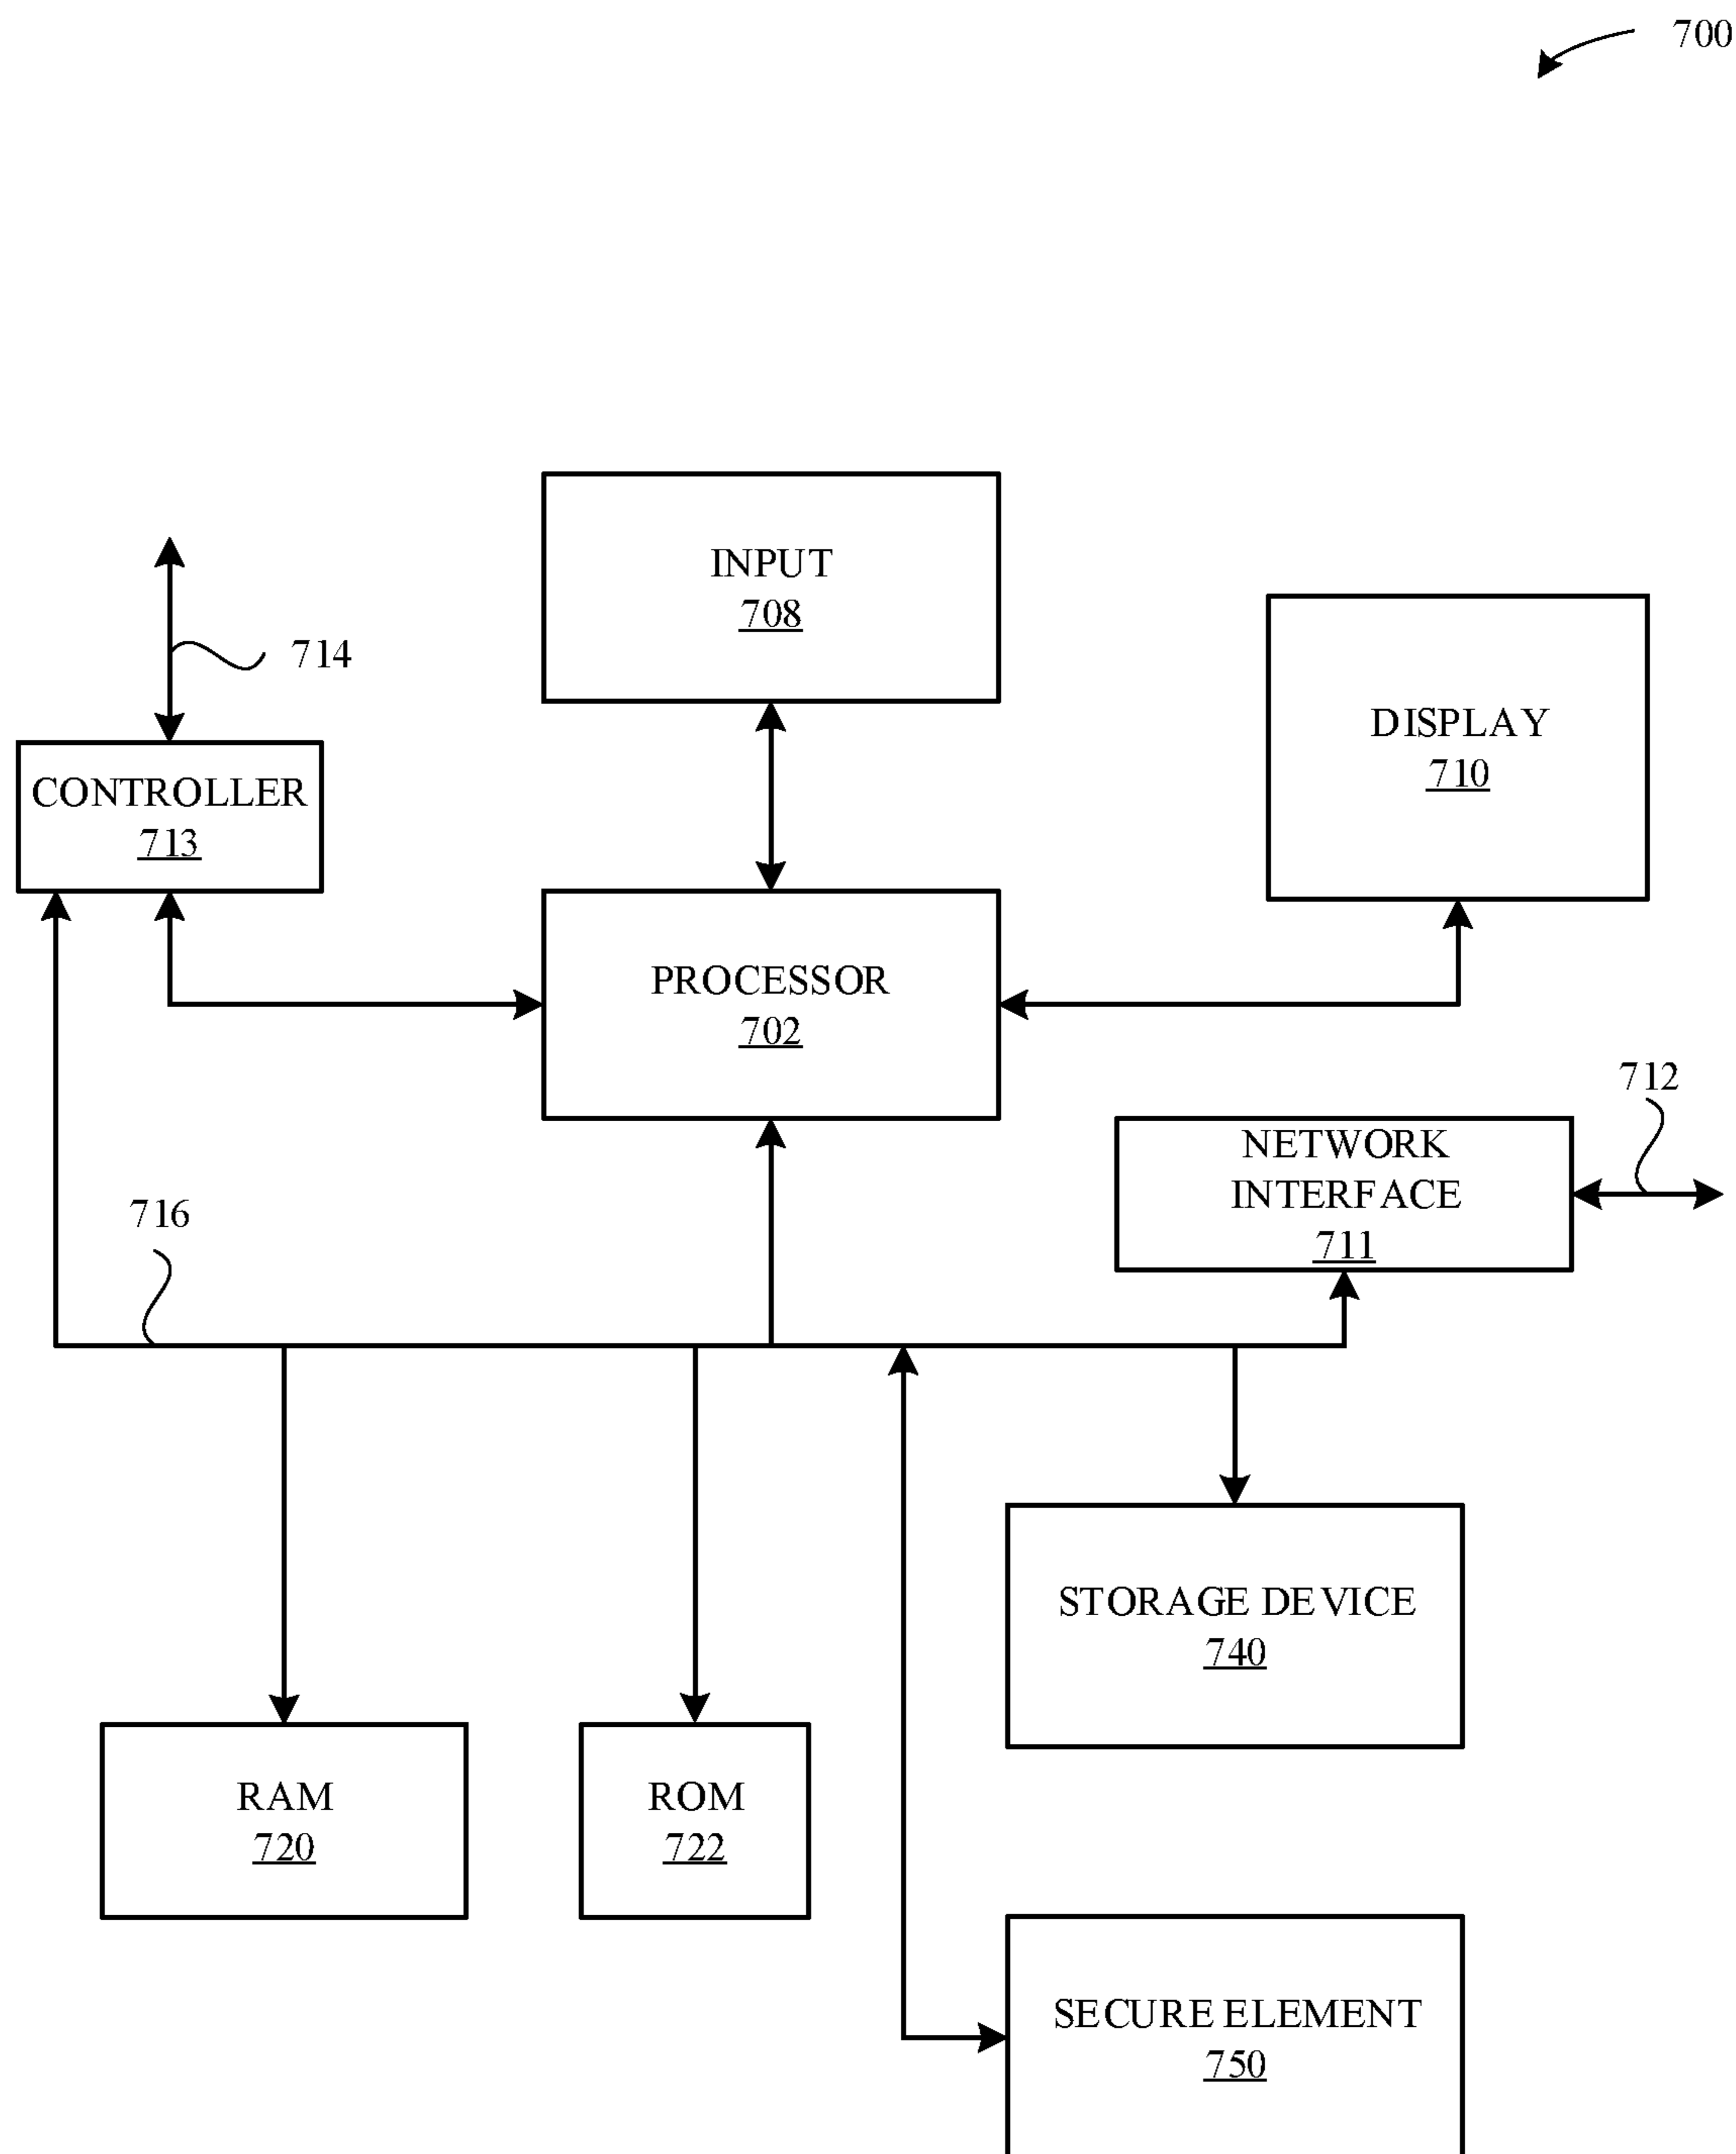 700
INPUT
708
714
DISPLAY
710
CONTROLLER
713
PROCESSOR
702
712
NETWORK
INTERFACE
711
716
STORAGE DEVICE
740
RAM
720
ROM
722
SECURE ELEMENT
750